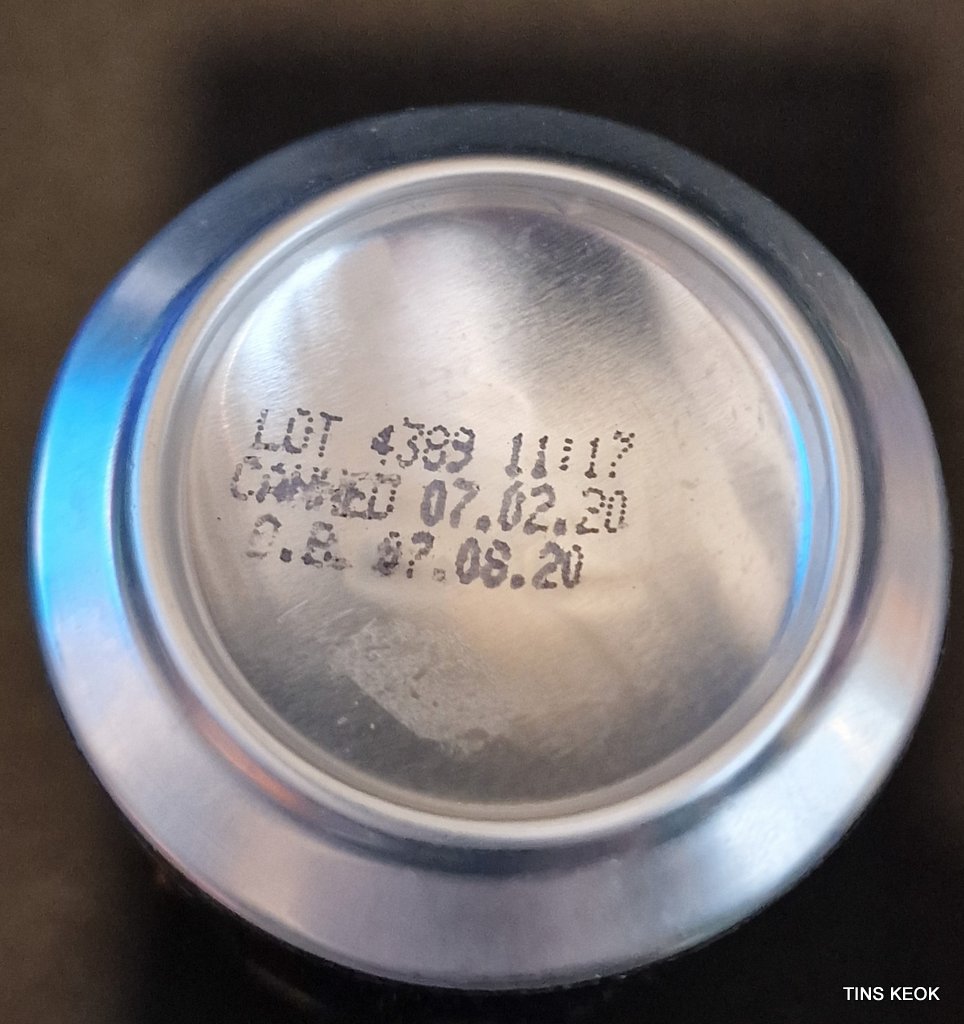 LOT 4389 11:17
CANNED 07.02.20
B.B. 07.08.20
TINS KEOK